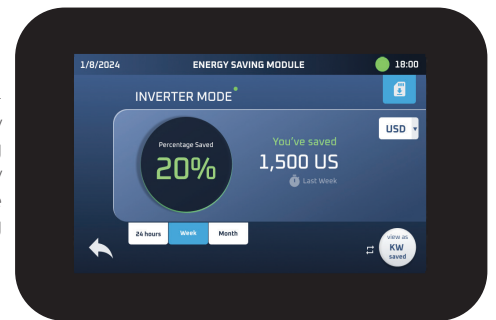 1/8/2024 ENERGY SAVING MODULE 18:00
INVERTER MODE
USD
Percentage Saved
20%
You've saved
1,500 US
Last Week
24 hours Week Month
view as
KW
saved